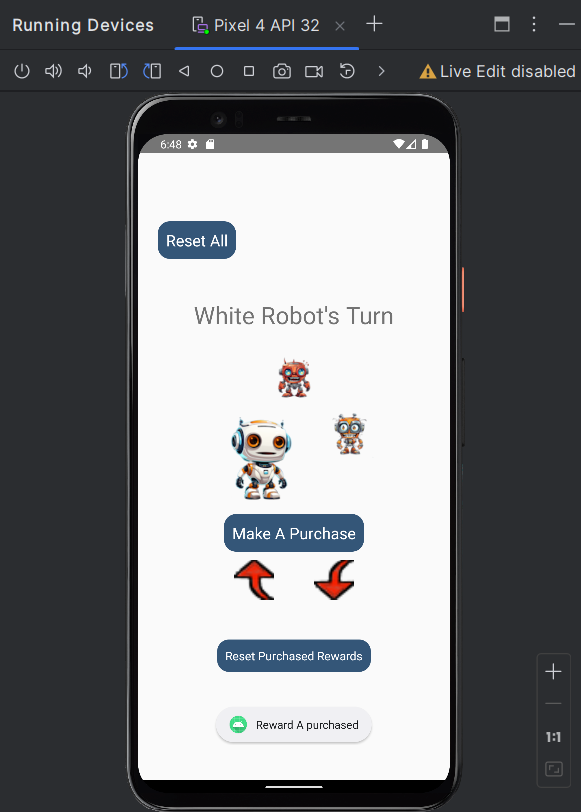 Running Devices
Pixel 4 API 32
Live Edit disabled
6:48
Reset All
White Robot's Turn
Make A Purchase
Reset Purchased Rewards
Reward A purchased
1:1